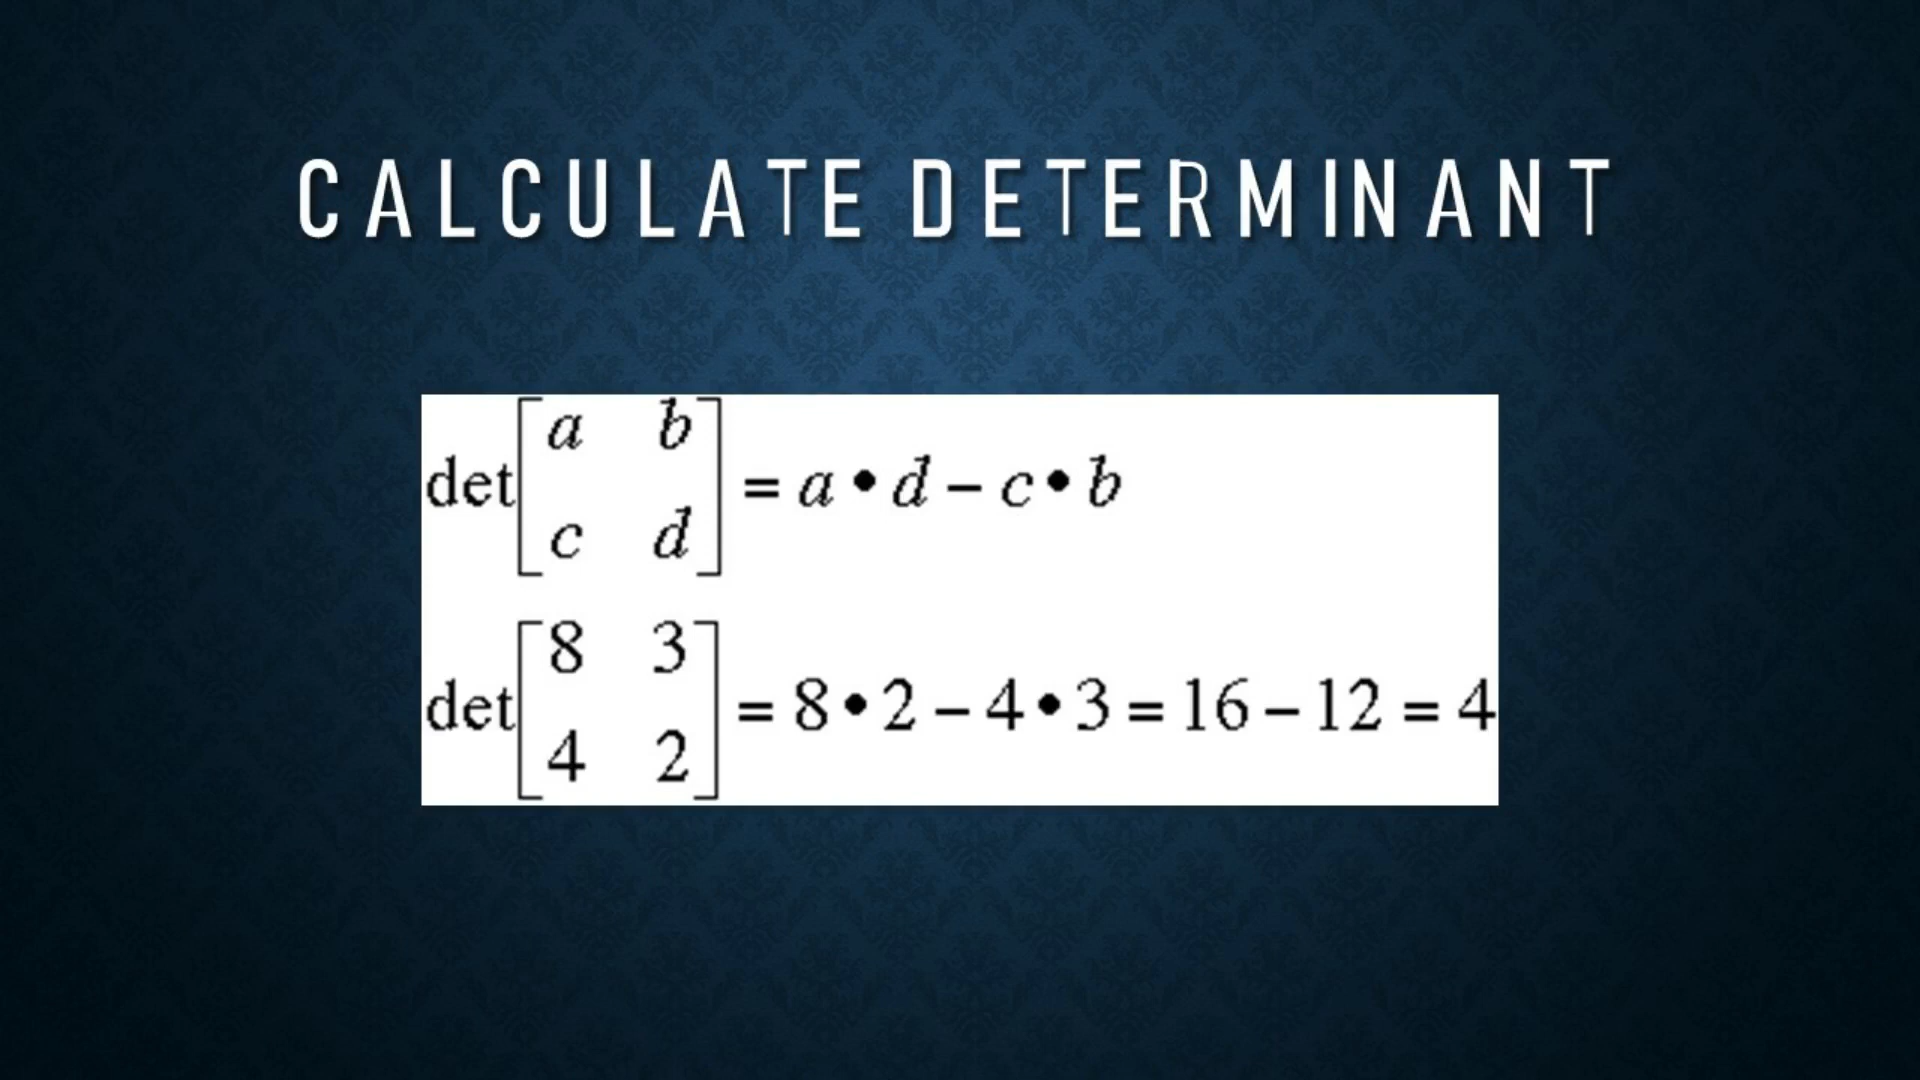 CALCULATE DETERMINANT
det[a b
c d] = a • d − c • b
det[8 3
4 2] = 8 • 2 − 4 • 3 = 16 − 12 = 4